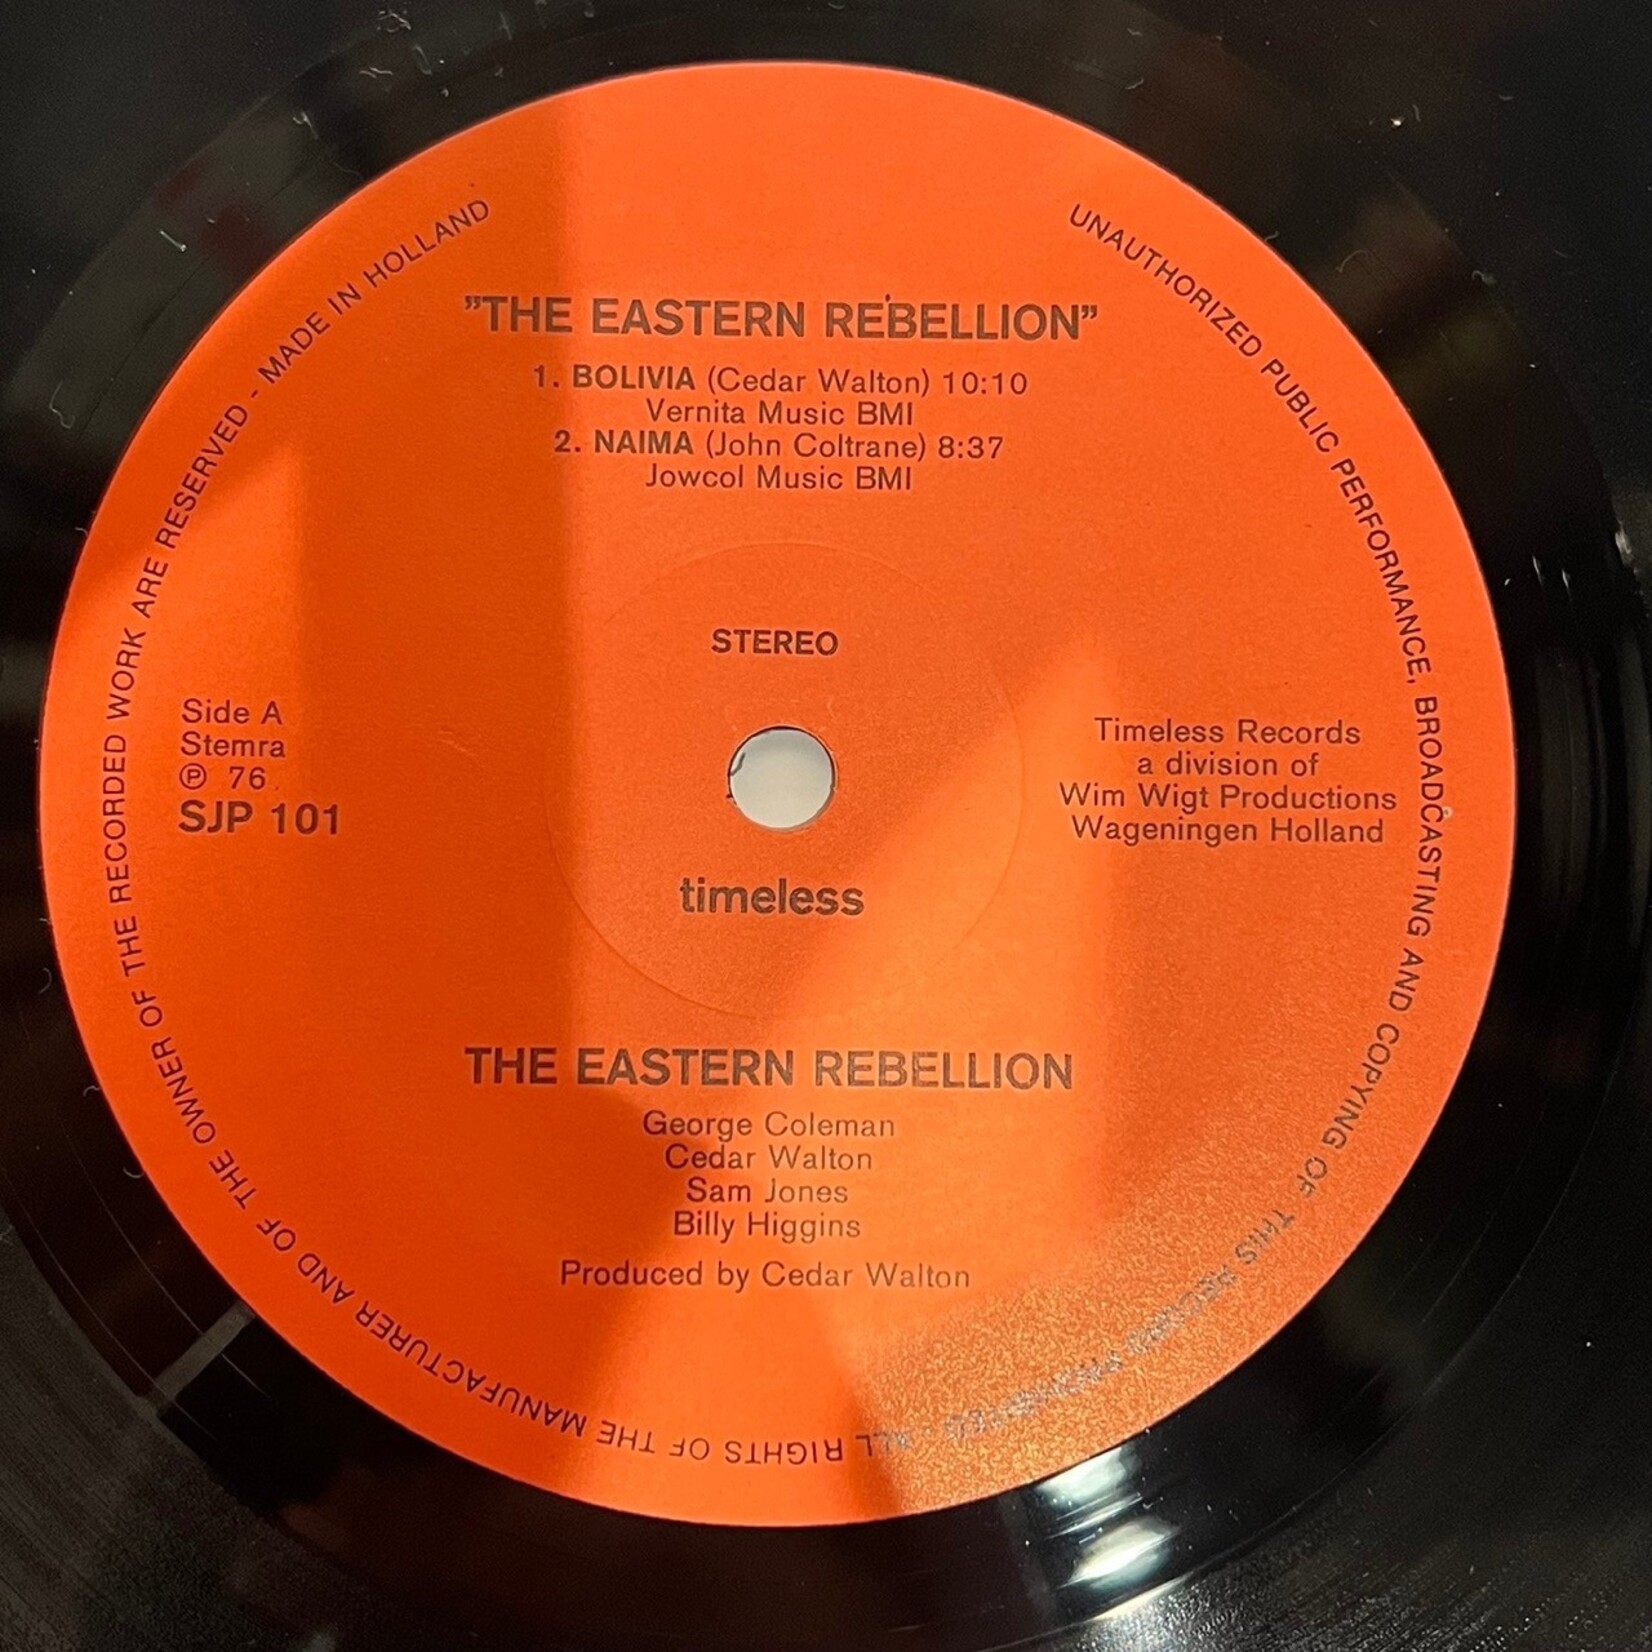 ”THE EASTERN REBELLION”
1. BOLIVIA (Cedar Walton) 10:10
Vernita Music BMI
2. NAIMA (John Coltrane) 8:37
Jowcol Music BMI
STEREO
Side A
Stemra
Ⓟ 76
SJP 101
Timeless Records
a division of
Wim Wigt Productions
Wageningen Holland
timeless
THE EASTERN REBELLION
George Coleman
Cedar Walton
Sam Jones
Billy Higgins
Produced by Cedar Walton
ALL RIGHTS OF THE MANUFACTURER AND OF THE OWNER OF THE RECORDED WORK ARE RESERVED - MADE IN HOLLAND
UNAUTHORIZED PUBLIC PERFORMANCE, BROADCASTING AND COPYING OF THIS RECORD PROHIBITED -